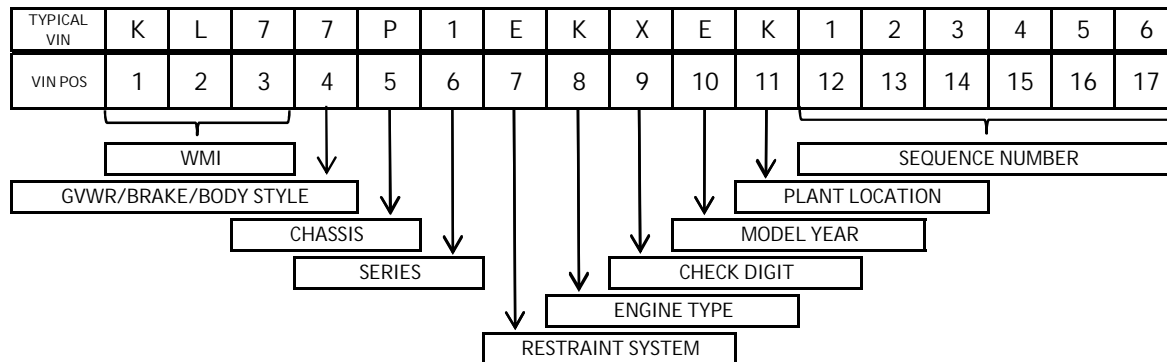 TYPICAL VIN K L 7 7 P 1 E K X E K 1 2 3 4 5 6
VIN POS 1 2 3 4 5 6 7 8 9 10 11 12 13 14 15 16 17
WMI SEQUENCE NUMBER
GVWR/BRAKE/BODY STYLE PLANT LOCATION
CHASSIS MODEL YEAR
SERIES CHECK DIGIT
ENGINE TYPE
RESTRAINT SYSTEM